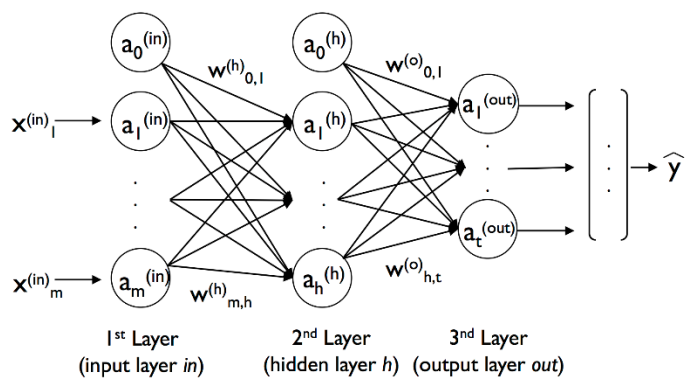 a₀⁽ⁱⁿ⁾
a₀⁽ʰ⁾
w⁽ʰ⁾₀,₁
w⁽ᵒ⁾₀,₁
x⁽ⁱⁿ⁾₁
a₁⁽ⁱⁿ⁾
a₁⁽ʰ⁾
a₁⁽ᵒᵘᵗ⁾
ŷ
aₜ⁽ᵒᵘᵗ⁾
x⁽ⁱⁿ⁾ₘ
aₘ⁽ⁱⁿ⁾
w⁽ʰ⁾ₘ,ₕ
aₕ⁽ʰ⁾
w⁽ᵒ⁾ₕ,ₜ
1ˢᵗ Layer
(input layer in)
2ⁿᵈ Layer
(hidden layer h)
3ʳᵈ Layer
(output layer out)